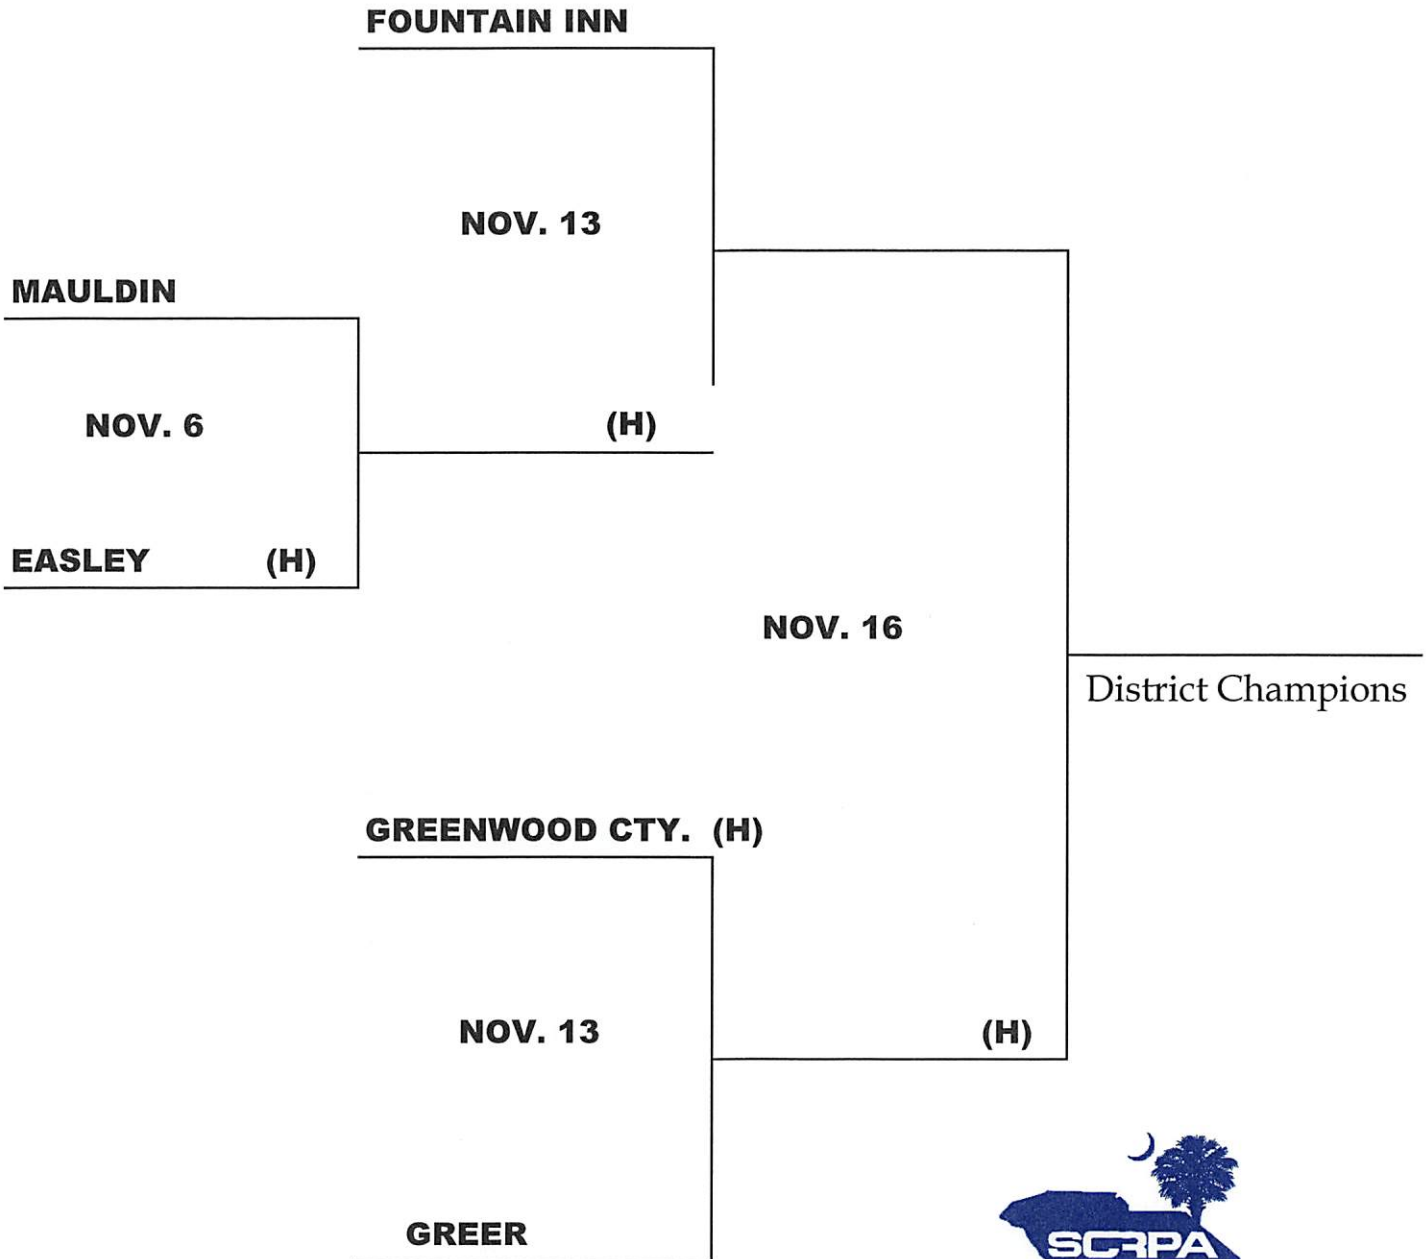 FOUNTAIN INN
NOV. 13
MAULDIN
NOV. 6
(H)
EASLEY (H)
NOV. 16
District Champions
GREENWOOD CTY. (H)
NOV. 13
(H)
GREER
SCRPA